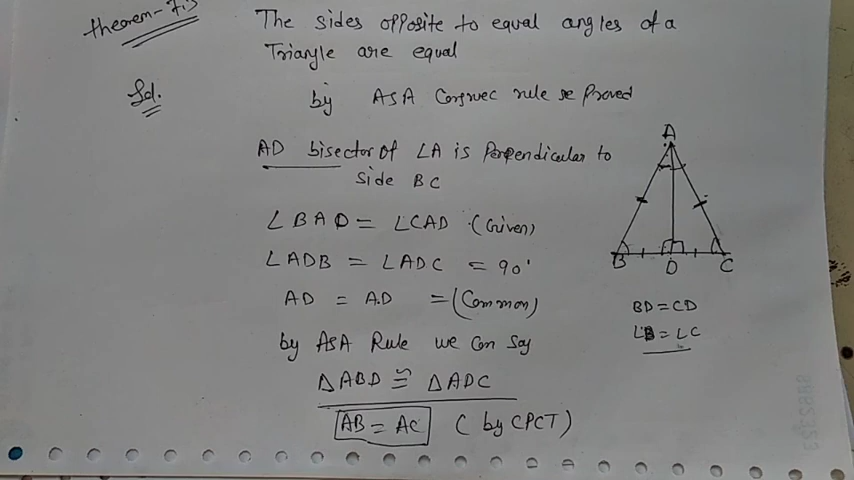 theorem-7.3
The sides opposite to equal angles of a
Triangle are equal
Sol.
by ASA Congruec rule se Proved
AD bisector of ∠A is Perpendicular to
side BC
∠BAD = ∠CAD (Given)
∠ADB = ∠ADC = 90°
AD = AD = (Common)
by ASA Rule we Can Say
△ABD ≅ △ADC
AB = AC ( by CPCT)
A
B D C
BD = CD
∠B = ∠C